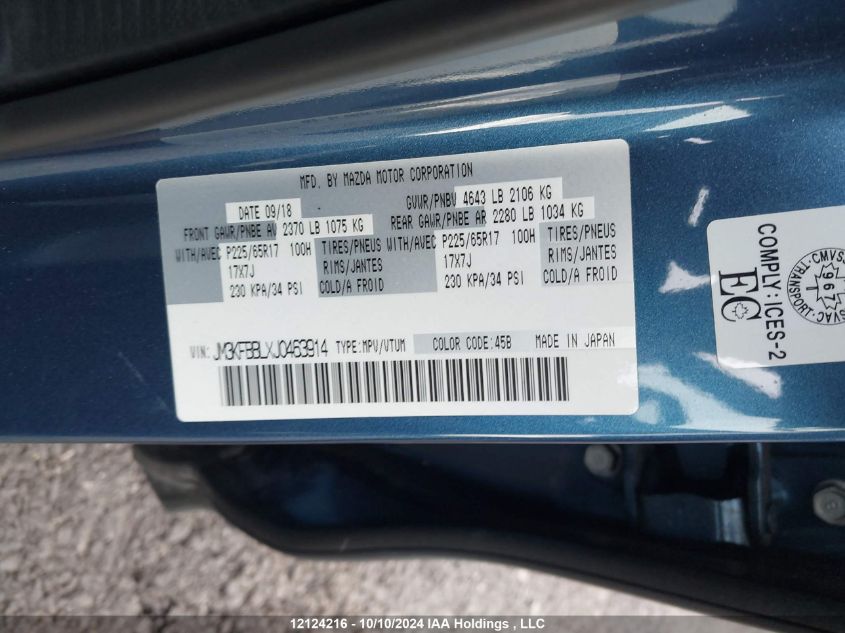 MFD. BY MAZDA MOTOR CORPORATION
DATE 09/18 GVWR/PNBV 4643 LB 2106 KG
FRONT GAWR/PNBE AV 2370 LB 1075 KG REAR GAWR/PNBE AR 2280 LB 1034 KG
WITH/AVEC P225/65R17 100H TIRES/PNEUS WITH/AVEC P225/65R17 100H TIRES/PNEUS
17X7J RIMS/JANTES 17X7J RIMS/JANTES
230 KPA/34 PSI COLD/A FROID 230 KPA/34 PSI COLD/A FROID
VIN: JM3KFBBLXJ0463914 TYPE:MPV/VTUM COLOR CODE:45B MADE IN JAPAN
COMPLY:ICES-2
EC
TRANSPORT
CMVSS
967
1
12124216 - 10/10/2024 IAA Holdings , LLC